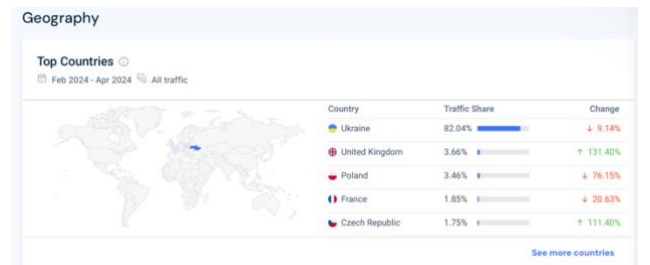 Geography
Top Countries
Feb 2024 - Apr 2024 All traffic
Country Traffic Share Change
Ukraine 82.04% ↓ 9.14%
United Kingdom 3.66% ↑ 131.40%
Poland 3.46% ↓ 76.15%
France 1.85% ↓ 20.63%
Czech Republic 1.75% ↑ 111.40%
See more countries